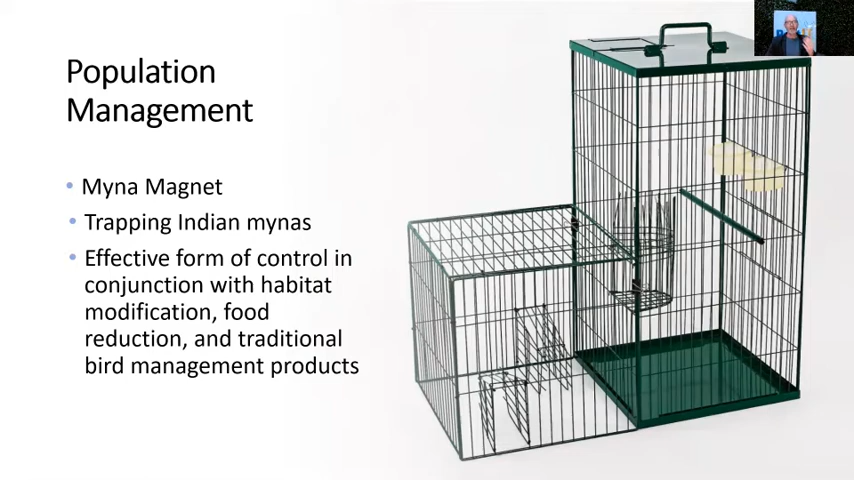 Population
Management
• Myna Magnet
• Trapping Indian mynas
• Effective form of control in
conjunction with habitat
modification, food
reduction, and traditional
bird management products